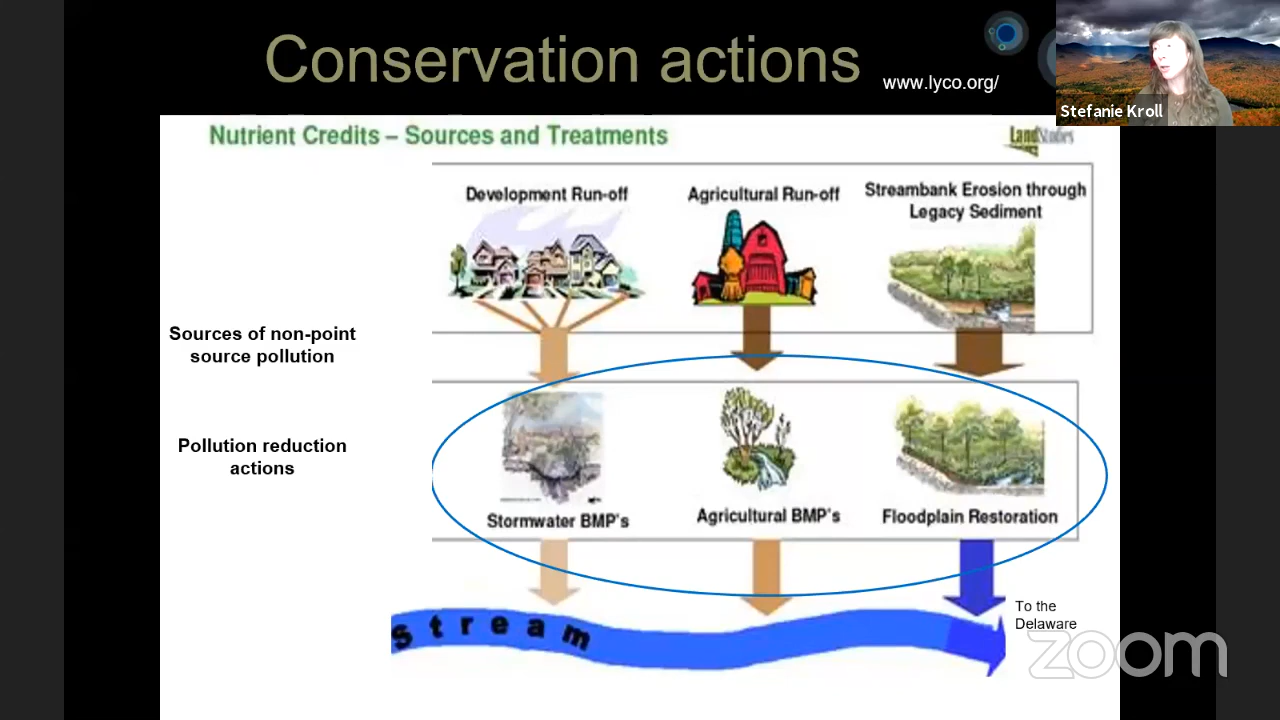 Conservation actions
www.lyco.org/
Stefanie Kroll
Nutrient Credits – Sources and Treatments
LandStudies
Development Run-off
Agricultural Run-off
Streambank Erosion through
Legacy Sediment
Sources of non-point
source pollution
Pollution reduction
actions
Stormwater BMP's
Agricultural BMP's
Floodplain Restoration
stream
To the
Delaware
zoom